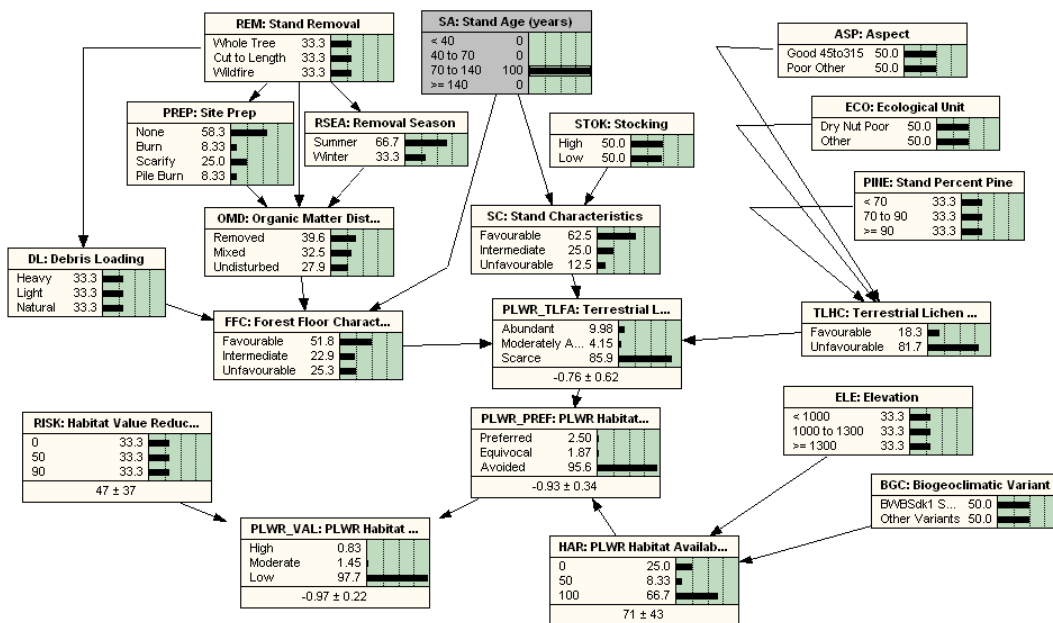 REM: Stand Removal
Whole Tree 33.3
Cut to Length 33.3
Wildfire 33.3
SA: Stand Age (years)
< 40 0
40 to 70 0
70 to 140 100
>= 140 0
ASP: Aspect
Good 45to315 50.0
Poor Other 50.0
PREP: Site Prep
None 58.3
Burn 8.33
Scarify 25.0
Pile Burn 8.33
RSEA: Removal Season
Summer 66.7
Winter 33.3
STOK: Stocking
High 50.0
Low 50.0
ECO: Ecological Unit
Dry Nut Poor 50.0
Other 50.0
PINE: Stand Percent Pine
< 70 33.3
70 to 90 33.3
>= 90 33.3
OMD: Organic Matter Dist...
Removed 39.6
Mixed 32.5
Undisturbed 27.9
SC: Stand Characteristics
Favourable 62.5
Intermediate 25.0
Unfavourable 12.5
DL: Debris Loading
Heavy 33.3
Light 33.3
Natural 33.3
FFC: Forest Floor Charact...
Favourable 51.8
Intermediate 22.9
Unfavourable 25.3
PLWR_TLFA: Terrestrial L...
Abundant 9.98
Moderately A... 4.15
Scarce 85.9
-0.76 ± 0.62
TLHC: Terrestrial Lichen ...
Favourable 18.3
Unfavourable 81.7
RISK: Habitat Value Reduc...
0 33.3
50 33.3
90 33.3
47 ± 37
PLWR_PREF: PLWR Habitat...
Preferred 2.50
Equivocal 1.87
Avoided 95.6
-0.93 ± 0.34
ELE: Elevation
< 1000 33.3
1000 to 1300 33.3
>= 1300 33.3
BGC: Biogeoclimatic Variant
BWBSdk1 S... 50.0
Other Variants 50.0
PLWR_VAL: PLWR Habitat ...
High 0.83
Moderate 1.45
Low 97.7
-0.97 ± 0.22
HAR: PLWR Habitat Availab...
0 25.0
50 8.33
100 66.7
71 ± 43